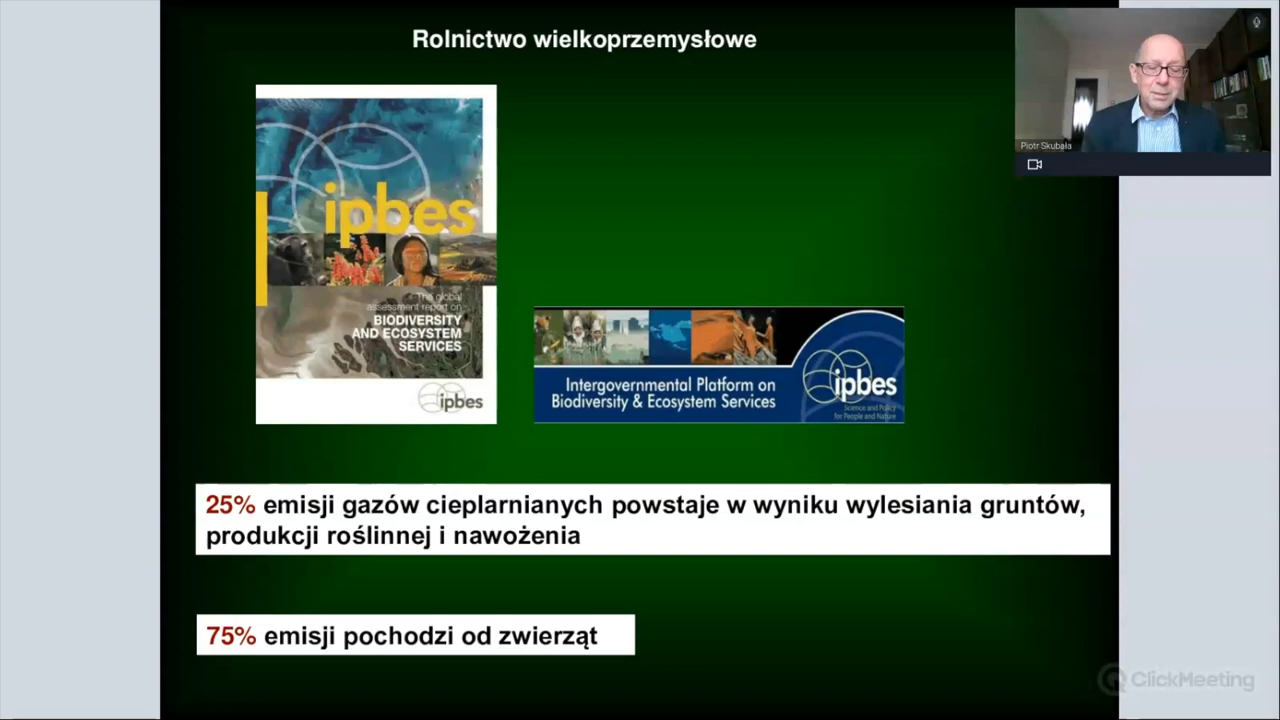 Rolnictwo wielkoprzemysłowe
Piotr Skubała
ipbes
The global
assessment report on
BIODIVERSITY
AND ECOSYSTEM
SERVICES
ipbes
Intergovernmental Platform on
Biodiversity & Ecosystem Services
ipbes
Science and Policy
for People and Nature
25% emisji gazów cieplarnianych powstaje w wyniku wylesiania gruntów,
produkcji roślinnej i nawożenia
75% emisji pochodzi od zwierząt
ClickMeeting